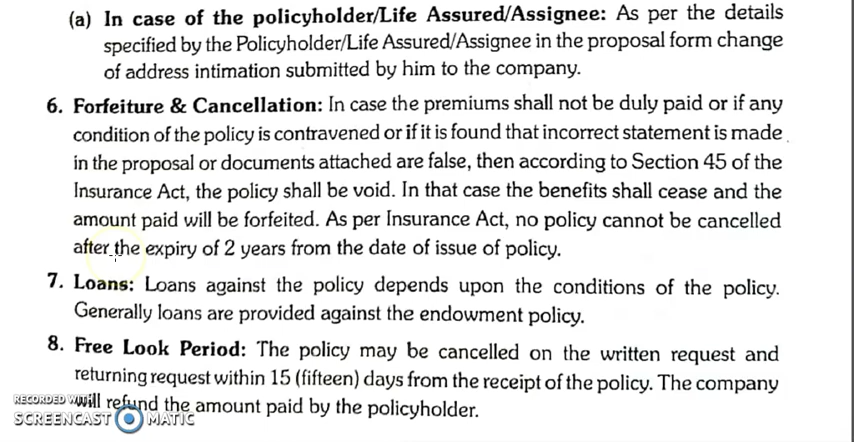 (a) In case of the policyholder/Life Assured/Assignee: As per the details
specified by the Policyholder/Life Assured/Assignee in the proposal form change
of address intimation submitted by him to the company.
6. Forfeiture & Cancellation: In case the premiums shall not be duly paid or if any
condition of the policy is contravened or if it is found that incorrect statement is made
in the proposal or documents attached are false, then according to Section 45 of the
Insurance Act, the policy shall be void. In that case the benefits shall cease and the
amount paid will be forfeited. As per Insurance Act, no policy cannot be cancelled
after the expiry of 2 years from the date of issue of policy.
7. Loans: Loans against the policy depends upon the conditions of the policy.
Generally loans are provided against the endowment policy.
8. Free Look Period: The policy may be cancelled on the written request and
returning request within 15 (fifteen) days from the receipt of the policy. The company
will refund the amount paid by the policyholder.
RECORDED WITH
SCREENCAST MATIC